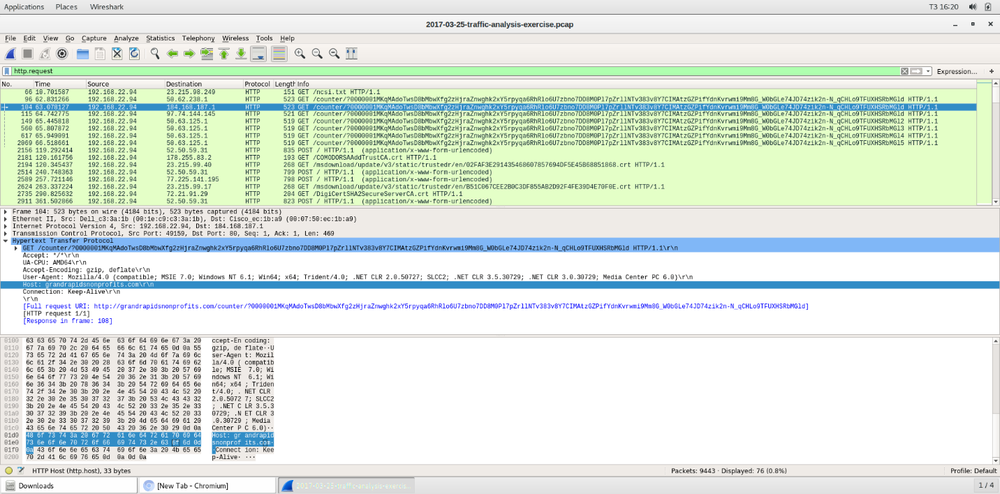 Applications Places Wireshark T3 16:20
2017-03-25-traffic-analysis-exercise.pcap
File Edit View Go Capture Analyze Statistics Telephony Wireless Tools Help
http.request Expression... +
No. Time Source Destination Protocol Lengtl Info
66 10.701587 192.168.22.94 23.215.98.249 HTTP 151 GET /ncsi.txt HTTP/1.1
96 62.831266 192.168.22.94 50.62.238.1 HTTP 523 GET /counter/?0000001MKqMAdoTwsD8bMbwXfg2zHjraZnwghk2xY5rpyqa6RhRlo6U7zbno7DD8M0Pl7pZrllNTv383v8Y7CIMAtzGZPifYdnKvrwmi9Mm8G_W0bGLe74JD74zik2n-N_qCHLo9TFUXHSRbMGld HTTP/1.1
104 63.078127 192.168.22.94 184.168.187.1 HTTP 523 GET /counter/?0000001MKqMAdoTwsD8bMbwXfg2zHjraZnwghk2xY5rpyqa6RhRlo6U7zbno7DD8M0Pl7pZrllNTv383v8Y7CIMAtzGZPifYdnKvrwmi9Mm8G_W0bGLe74JD74zik2n-N_qCHLo9TFUXHSRbMGld HTTP/1.1
115 64.742775 192.168.22.94 97.74.144.145 HTTP 521 GET /counter/?0000001MKqMAdoTwsD8bMbwXfg2zHjraZnwghk2xY5rpyqa6RhRlo6U7zbno7DD8M0Pl7pZrllNTv383v8Y7CIMAtzGZPifYdnKvrwmi9Mm8G_W0bGLe74JD74zik2n-N_qCHLo9TFUXHSRbMGld HTTP/1.1
149 65.445818 192.168.22.94 50.63.125.1 HTTP 519 GET /counter/?0000001MKqMAdoTwsD8bMbwXfg2zHjraZnwghk2xY5rpyqa6RhRlo6U7zbno7DD8M0Pl7pZrllNTv383v8Y7CIMAtzGZPifYdnKvrwmi9Mm8G_W0bGLe74JD74zik2n-N_qCHLo9TFUXHSRbMGl2 HTTP/1.1
560 65.807872 192.168.22.94 50.63.125.1 HTTP 519 GET /counter/?0000001MKqMAdoTwsD8bMbwXfg2zHjraZnwghk2xY5rpyqa6RhRlo6U7zbno7DD8M0Pl7pZrllNTv383v8Y7CIMAtzGZPifYdnKvrwmi9Mm8G_W0bGLe74JD74zik2n-N_qCHLo9TFUXHSRbMGl3 HTTP/1.1
617 65.949091 192.168.22.94 50.63.125.1 HTTP 519 GET /counter/?0000001MKqMAdoTwsD8bMbwXfg2zHjraZnwghk2xY5rpyqa6RhRlo6U7zbno7DD8M0Pl7pZrllNTv383v8Y7CIMAtzGZPifYdnKvrwmi9Mm8G_W0bGLe74JD74zik2n-N_qCHLo9TFUXHSRbMGl4 HTTP/1.1
2069 66.518661 192.168.22.94 50.63.125.1 HTTP 519 GET /counter/?0000001MKqMAdoTwsD8bMbwXfg2zHjraZnwghk2xY5rpyqa6RhRlo6U7zbno7DD8M0Pl7pZrllNTv383v8Y7CIMAtzGZPifYdnKvrwmi9Mm8G_W0bGLe74JD74zik2n-N_qCHLo9TFUXHSRbMGl5 HTTP/1.1
2156 119.292414 192.168.22.94 52.50.59.31 HTTP 835 POST / HTTP/1.1 (application/x-www-form-urlencoded)
2181 120.161756 192.168.22.94 178.255.83.2 HTTP 193 GET /COMODORSAAddTrustCA.crt HTTP/1.1
2194 120.345437 192.168.22.94 23.215.99.40 HTTP 268 GET /msdownload/update/v3/static/trustedr/en/02FAF3E291435468607857694DF5E45B68851868.crt HTTP/1.1
2514 240.748363 192.168.22.94 52.50.59.31 HTTP 799 POST / HTTP/1.1 (application/x-www-form-urlencoded)
2589 257.721146 192.168.22.94 77.225.141.195 HTTP 798 POST / HTTP/1.1 (application/x-www-form-urlencoded)
2624 263.337224 192.168.22.94 23.215.99.17 HTTP 268 GET /msdownload/update/v3/static/trustedr/en/B51C067CEE2B0C3DF855AB2D92F4FE39D4E70F0E.crt HTTP/1.1
2735 290.825632 192.168.22.94 72.21.91.29 HTTP 204 GET /DigiCertSHA2SecureServerCA.crt HTTP/1.1
2911 361.502866 192.168.22.94 52.50.59.31 HTTP 823 POST / HTTP/1.1 (application/x-www-form-urlencoded)
Frame 104: 523 bytes on wire (4184 bits), 523 bytes captured (4184 bits)
Ethernet II, Src: Dell_c3:3a:1b (00:1e:c9:c3:3a:1b), Dst: Cisco_ec:1b:a9 (00:07:50:ec:1b:a9)
Internet Protocol Version 4, Src: 192.168.22.94, Dst: 184.168.187.1
Transmission Control Protocol, Src Port: 49159, Dst Port: 80, Seq: 1, Ack: 1, Len: 469
Hypertext Transfer Protocol
GET /counter/?0000001MKqMAdoTwsD8bMbwXfg2zHjraZnwghk2xY5rpyqa6RhRlo6U7zbno7DD8M0Pl7pZrllNTv383v8Y7CIMAtzGZPifYdnKvrwmi9Mm8G_W0bGLe74JD74zik2n-N_qCHLo9TFUXHSRbMGld HTTP/1.1\r\n
Accept: */*\r\n
UA-CPU: AMD64\r\n
Accept-Encoding: gzip, deflate\r\n
User-Agent: Mozilla/4.0 (compatible; MSIE 7.0; Windows NT 6.1; Win64; x64; Trident/4.0; .NET CLR 2.0.50727; SLCC2; .NET CLR 3.5.30729; .NET CLR 3.0.30729; Media Center PC 6.0)\r\n
Host: grandrapidsnonprofits.com\r\n
Connection: Keep-Alive\r\n
\r\n
[Full request URI: http://grandrapidsnonprofits.com/counter/?0000001MKqMAdoTwsD8bMbwXfg2zHjraZnwghk2xY5rpyqa6RhRlo6U7zbno7DD8M0Pl7pZrllNTv383v8Y7CIMAtzGZPifYdnKvrwmi9Mm8G_W0bGLe74JD74zik2n-N_qCHLo9TFUXHSRbMGld]
[HTTP request 1/1]
[Response in frame: 108]
0100 63 63 65 70 74 2d 45 6e 63 6f 64 69 6e 67 3a 20 ccept-En coding:
0110 67 7a 69 70 2c 20 64 65 66 6c 61 74 65 0d 0a 55 gzip, de flate··U
0120 73 65 72 2d 41 67 65 6e 74 3a 20 4d 6f 7a 69 6c ser-Agen t: Mozil
0130 6c 61 2f 34 2e 30 20 28 63 6f 6d 70 61 74 69 62 la/4.0 ( compatib
0140 6c 65 3b 20 4d 53 49 45 20 37 2e 30 3b 20 57 69 le; MSIE 7.0; Wi
0150 6e 64 6f 77 73 20 4e 54 20 36 2e 31 3b 20 57 69 ndows NT 6.1; Wi
0160 6e 36 34 3b 20 78 36 34 3b 20 54 72 69 64 65 6e n64; x64 ; Triden
0170 74 2f 34 2e 30 3b 20 2e 4e 45 54 20 43 4c 52 20 t/4.0; . NET CLR
0180 32 2e 30 2e 35 30 37 32 37 3b 20 53 4c 43 43 32 2.0.5072 7; SLCC2
0190 3b 20 2e 4e 45 54 20 43 4c 52 20 33 2e 35 2e 33 ; .NET C LR 3.5.3
01a0 30 37 32 39 3b 20 2e 4e 45 54 20 43 4c 52 20 33 0729; .N ET CLR 3
01b0 2e 30 2e 33 30 37 32 39 3b 20 4d 65 64 69 61 20 .0.30729 ; Media
01c0 43 65 6e 74 65 72 20 50 43 20 36 2e 30 29 0d 0a Center P C 6.0)··
01d0 48 6f 73 74 3a 20 67 72 61 6e 64 72 61 70 69 64 Host: gr andrapid
01e0 73 6e 6f 6e 70 72 6f 66 69 74 73 2e 63 6f 6d 0d snonprof its.com·
01f0 0a 43 6f 6e 6e 65 63 74 69 6f 6e 3a 20 4b 65 65 ·Connect ion: Kee
0200 70 2d 41 6c 69 76 65 0d 0a 0d 0a p-Alive· ···
HTTP Host (http.host), 33 bytes Packets: 9443 · Displayed: 76 (0.8%) Profile: Default
Downloads [New Tab - Chromium] 2017-03-25-traffic-analysis-exercis... 1 / 4